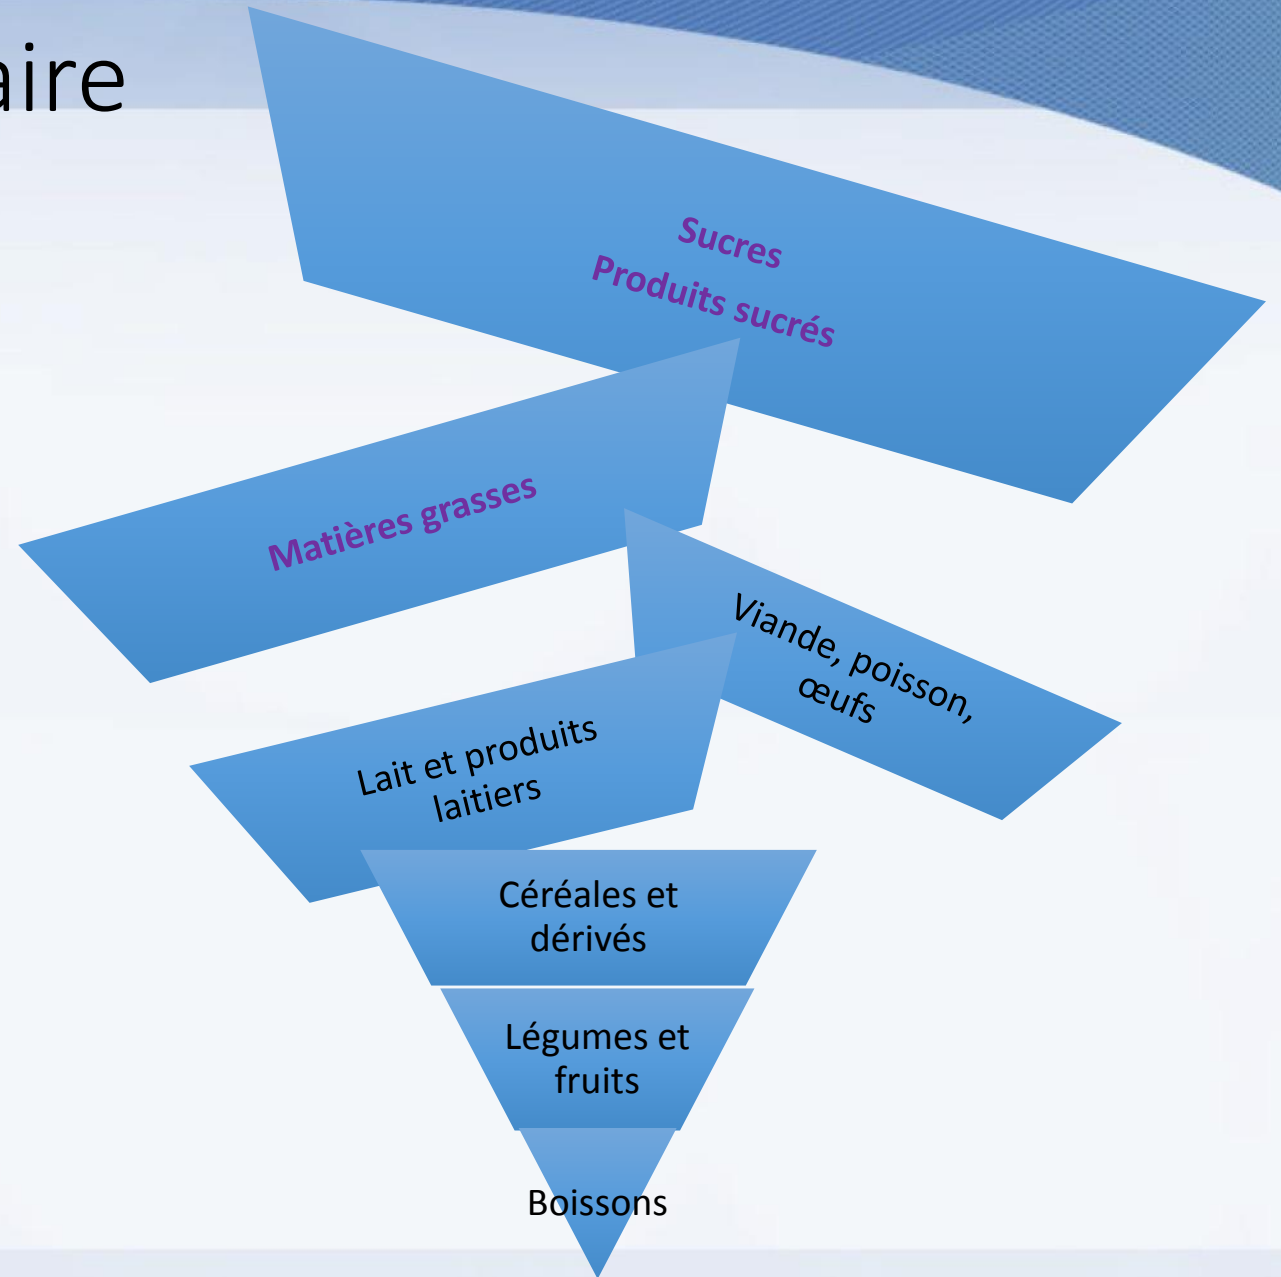 aire
Sucres
Produits sucrés
Matières grasses
Viande, poisson,
œufs
Lait et produits
laitiers
Céréales et
dérivés
Légumes et
fruits
Boissons